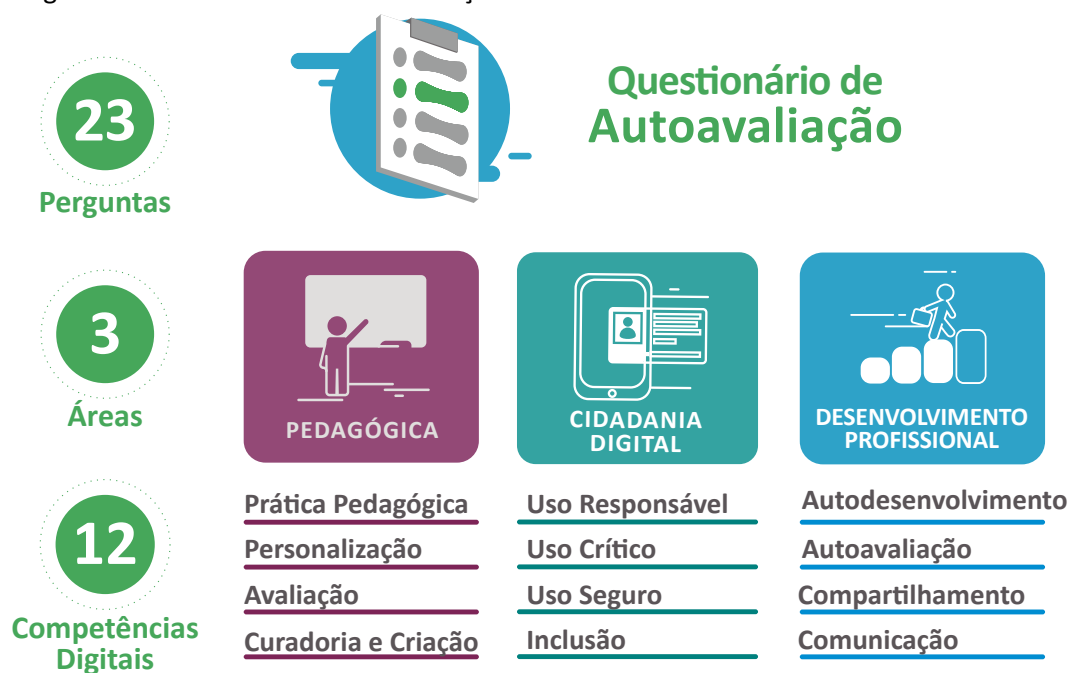 Questionário de
Autoavaliação
23
Perguntas
3
Áreas
PEDAGÓGICA
CIDADANIA
DIGITAL
DESENVOLVIMENTO
PROFISSIONAL
12
Competências
Digitais
Prática Pedagógica
Personalização
Avaliação
Curadoria e Criação
Uso Responsável
Uso Crítico
Uso Seguro
Inclusão
Autodesenvolvimento
Autoavaliação
Compartilhamento
Comunicação